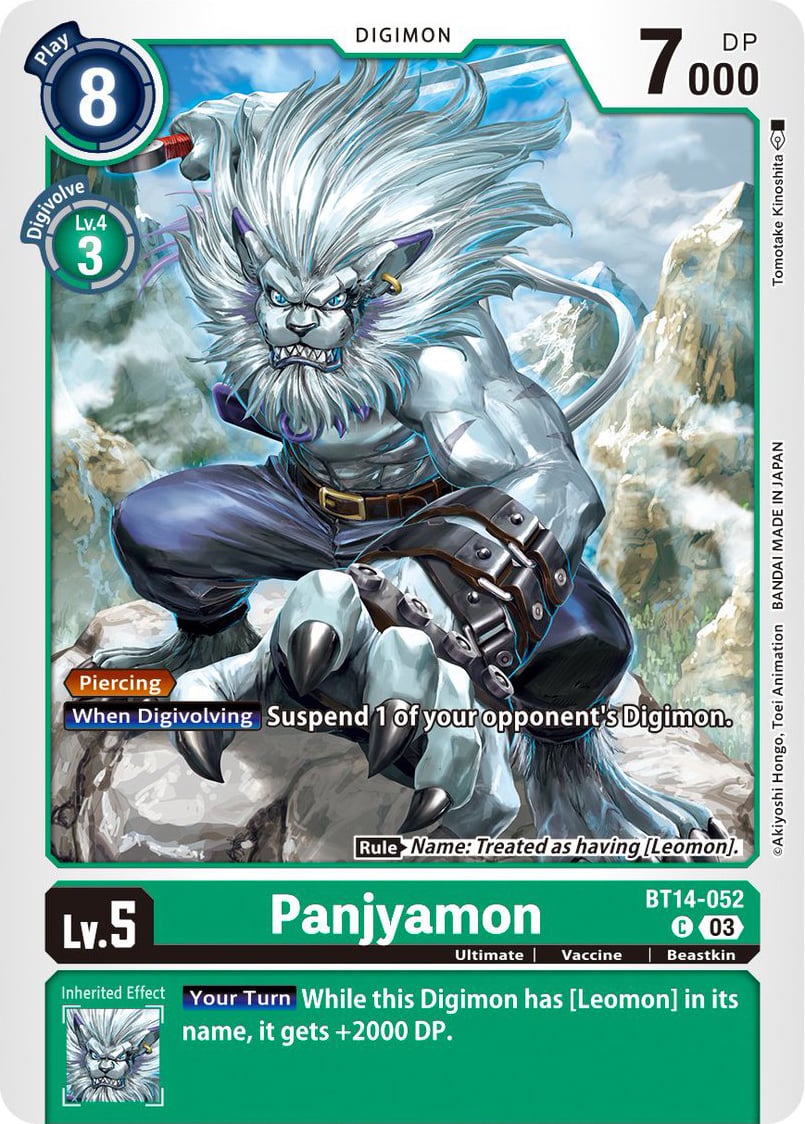 DIGIMON
Play
8
7000
DP
Digivolve
Lv.4
3
Tomotake Kinoshita
©Akiyoshi Hongo, Toei Animation BANDAI MADE IN JAPAN
Piercing
When Digivolving Suspend 1 of your opponent's Digimon.
Rule Name: Treated as having [Leomon].
Lv.5
Panjyamon
BT14-052
C 03
Ultimate | Vaccine | Beastkin
Inherited Effect
Your Turn While this Digimon has [Leomon] in its
name, it gets +2000 DP.